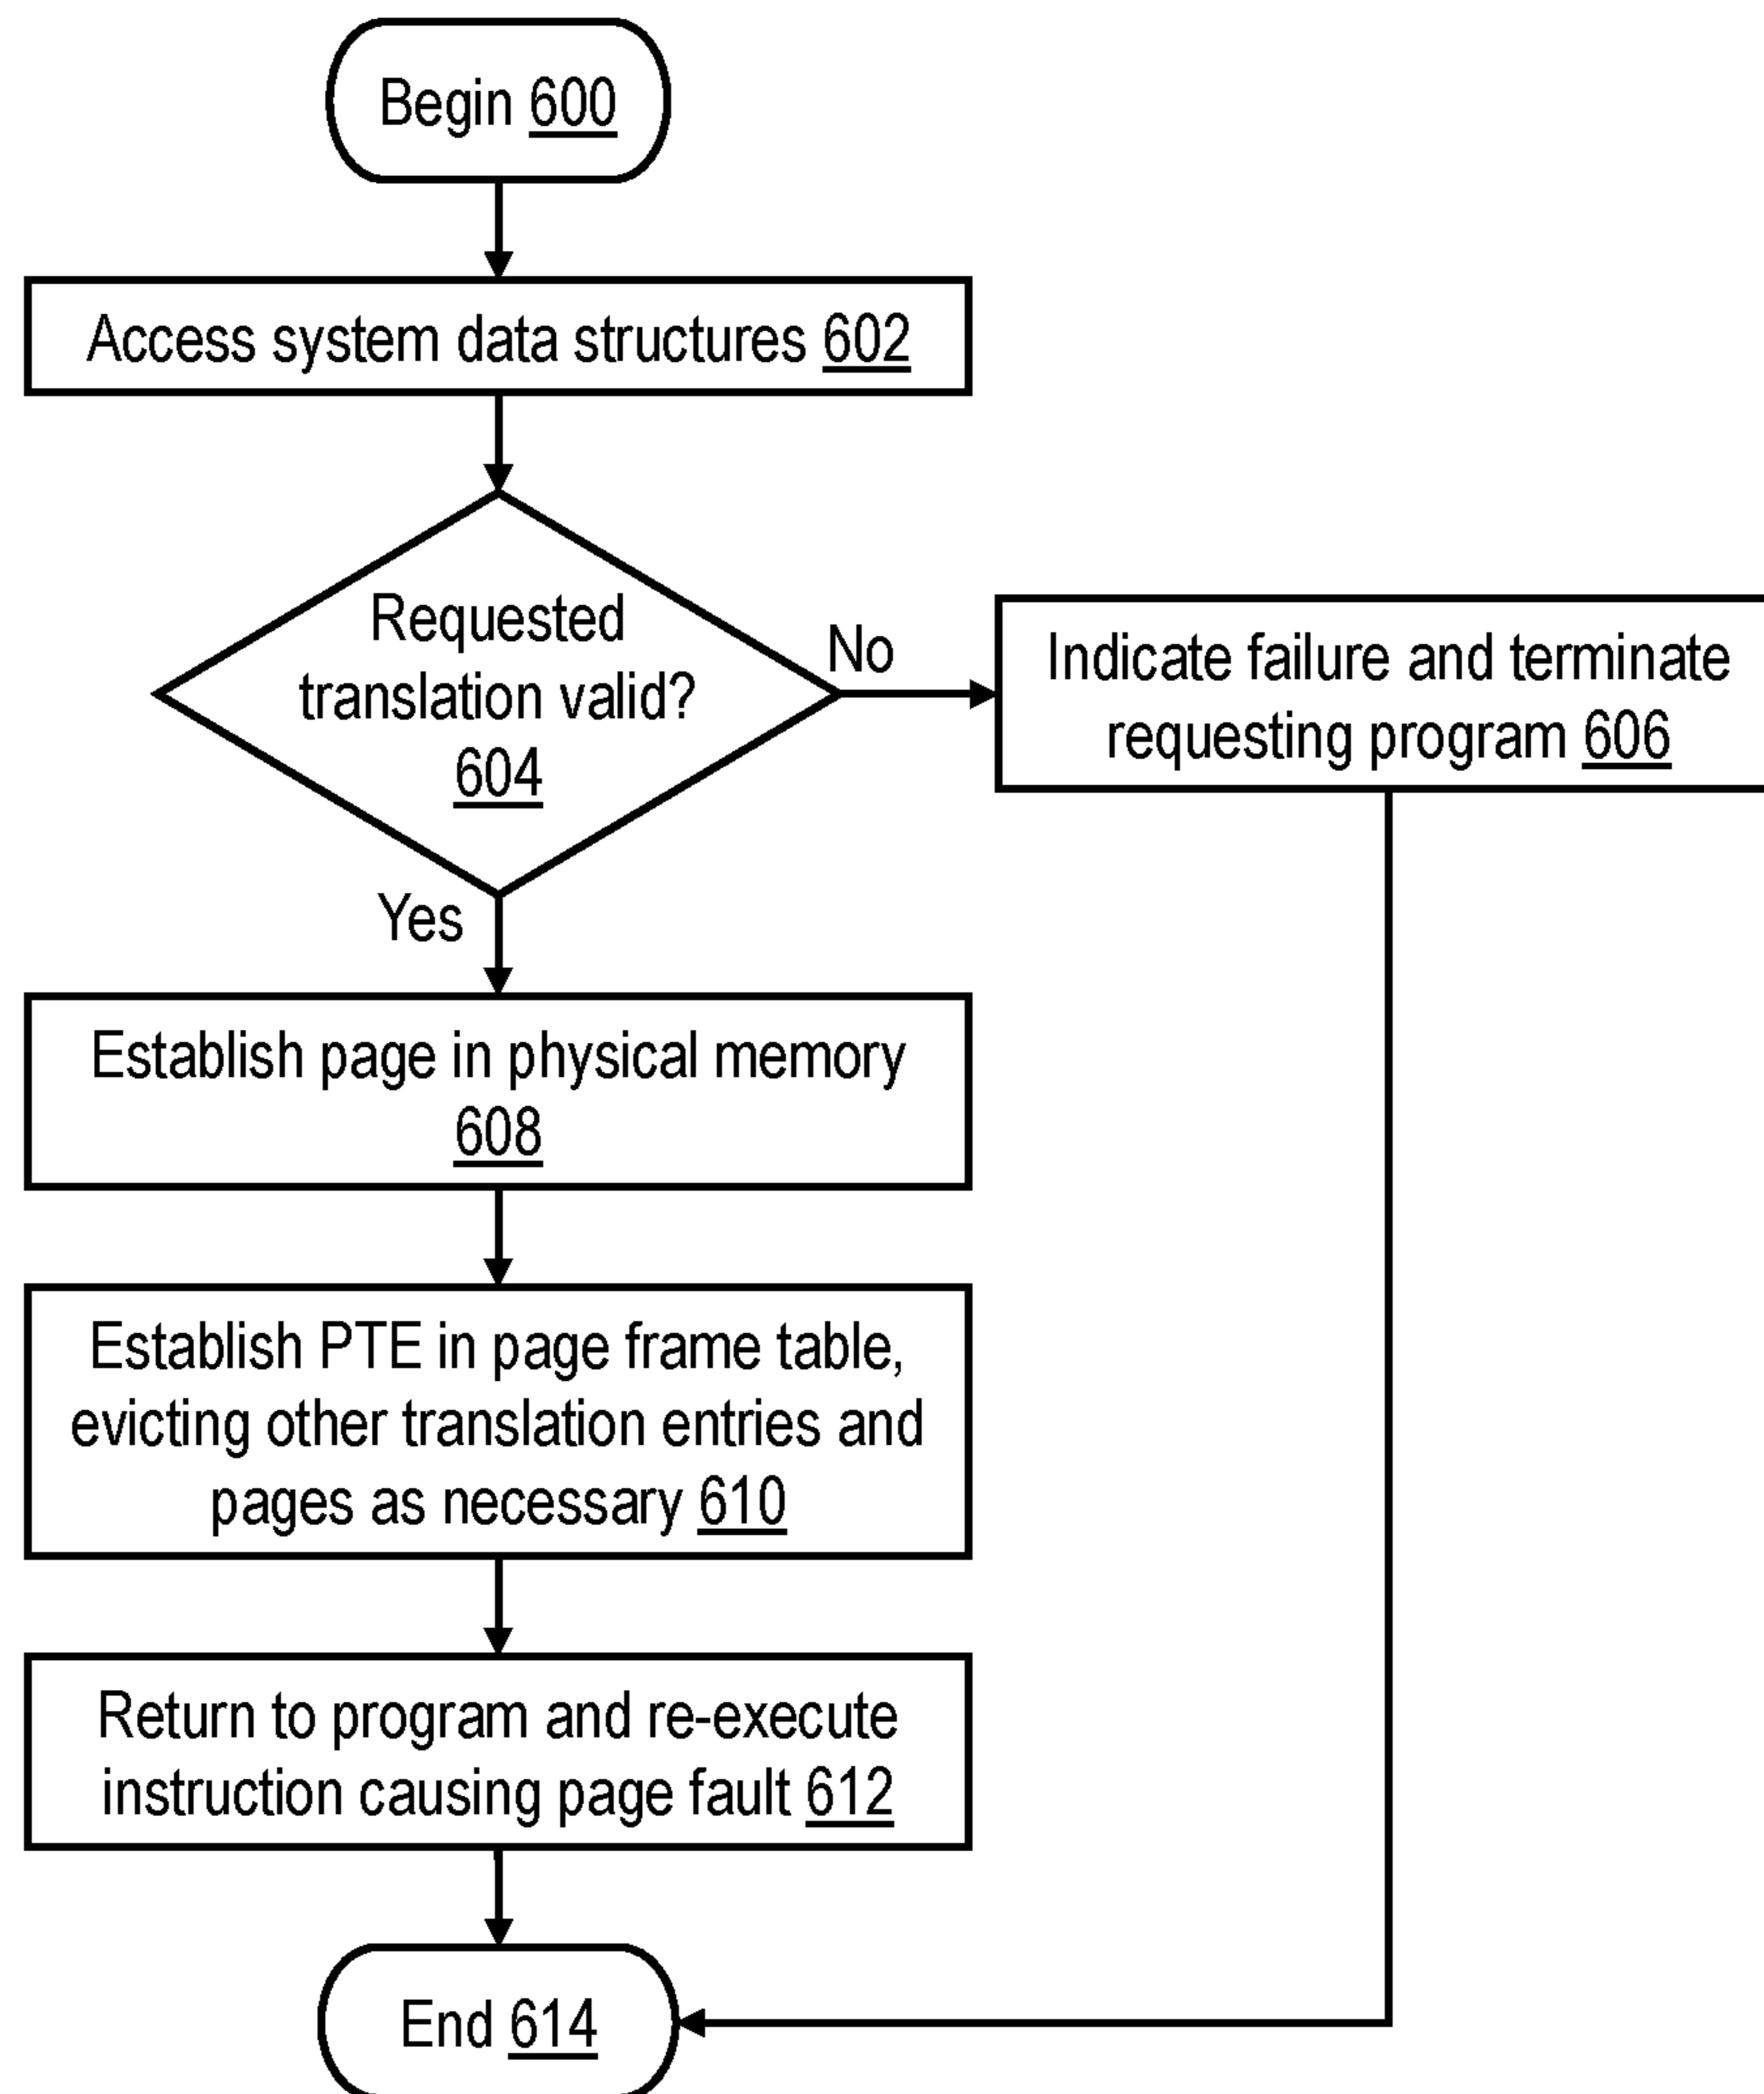 Begin 600
Access system data structures 602
Requested
translation valid?
604
No
Indicate failure and terminate
requesting program 606
Yes
Establish page in physical memory
608
Establish PTE in page frame table,
evicting other translation entries and
pages as necessary 610
Return to program and re-execute
instruction causing page fault 612
End 614